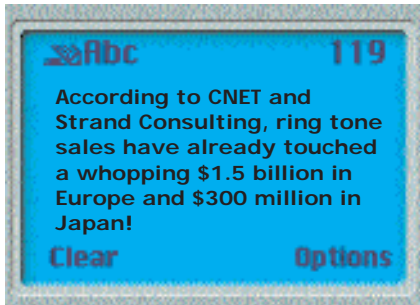 Abc 119
According to CNET and
Strand Consulting, ring tone
sales have already touched
a whopping $1.5 billion in
Europe and $300 million in
Japan!
Clear Options